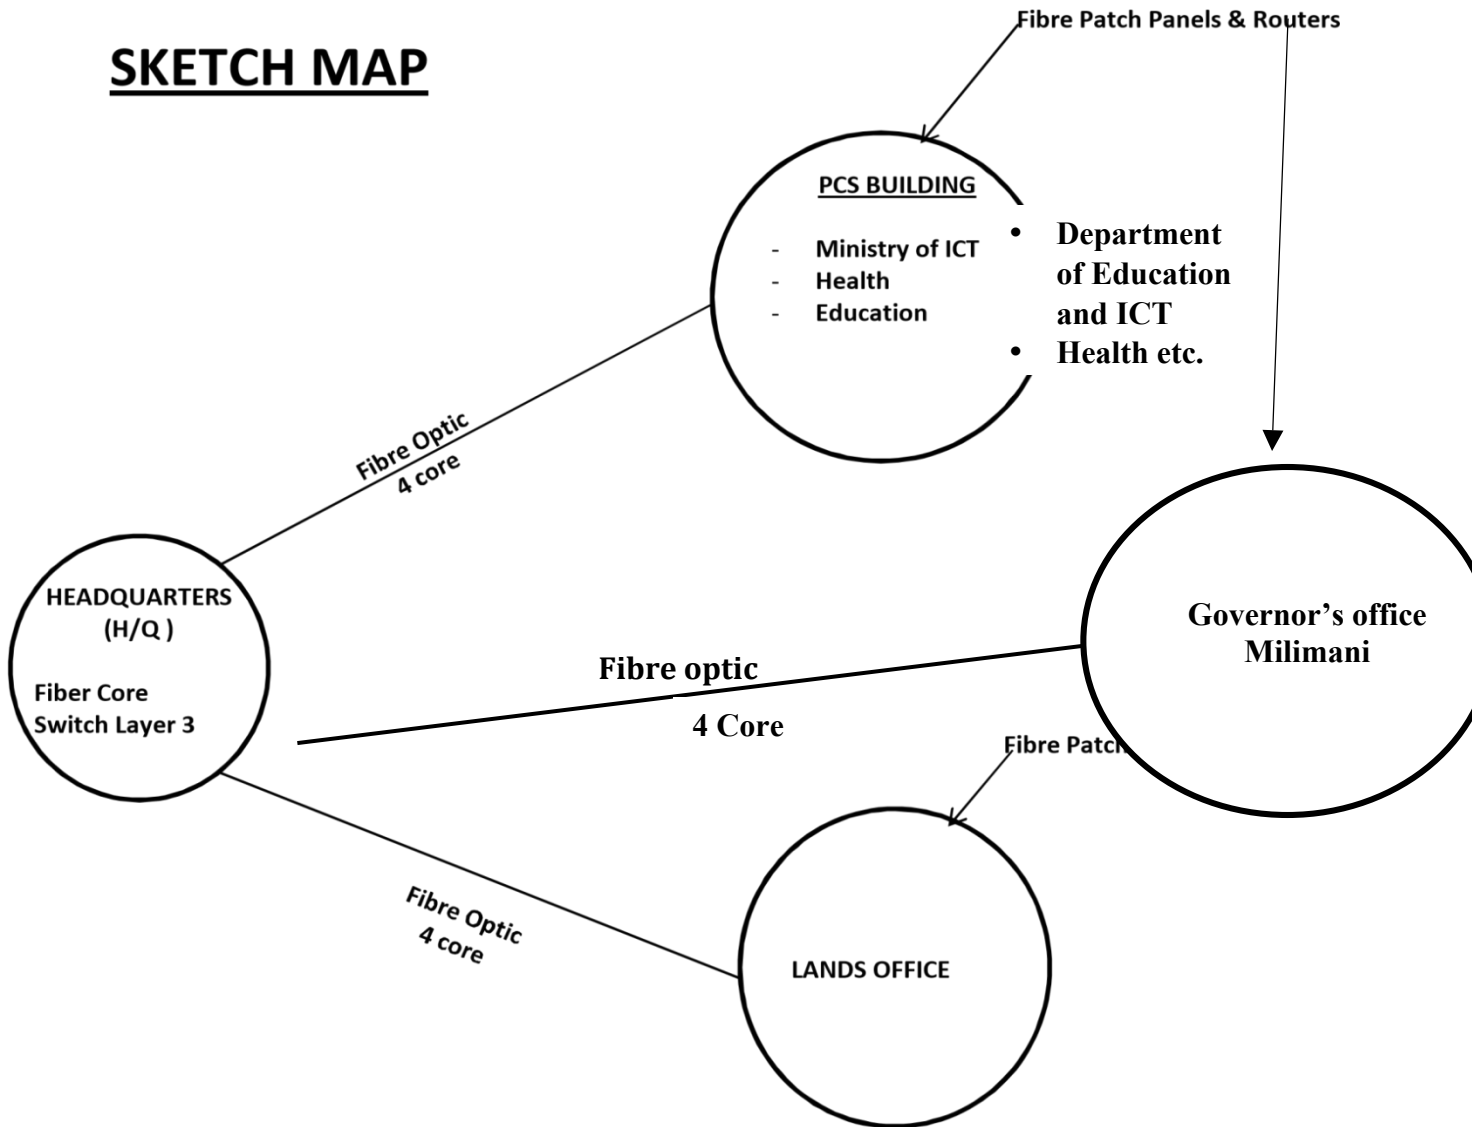 Fibre Patch Panels & Routers
SKETCH MAP
PCS BUILDING
- Ministry of ICT
- Health
- Education
• Department
of Education
and ICT
• Health etc.
Fibre Optic
4 core
HEADQUARTERS
(H/Q )
Fiber Core
Switch Layer 3
Fibre optic
4 Core
Governor’s office
Milimani
Fibre Patch
Fibre Optic
4 core
LANDS OFFICE